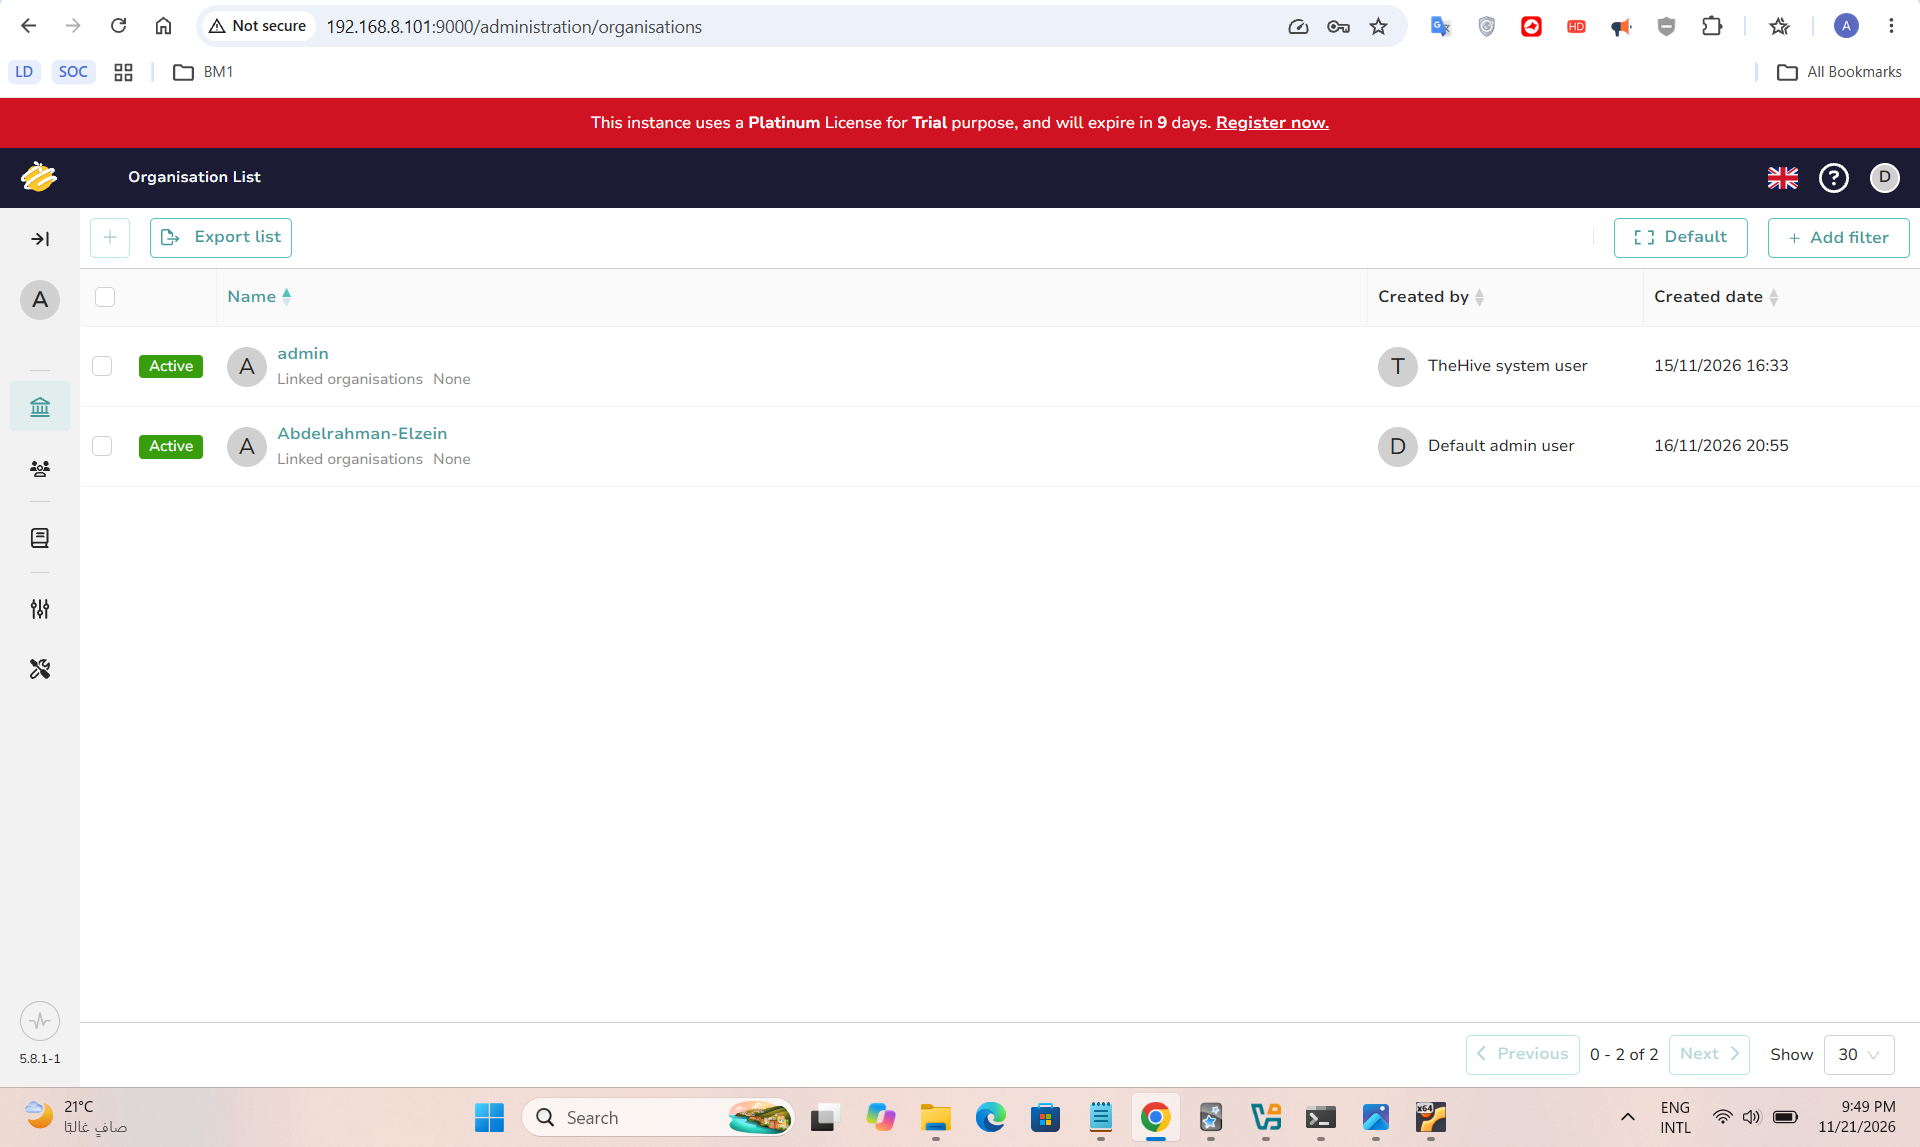 Not secure
192.168.8.101:9000/administration/organisations
HD
A
LD
SOC
BM1
All Bookmarks
This instance uses a Platinum License for Trial purpose, and will expire in 9 days. Register now.
Organisation List
?
D
+
Export list
Default
+ Add filter
A
Name
Created by
Created date
Active
A
admin
Linked organisations None
T
TheHive system user
15/11/2026 16:33
Active
A
Abdelrahman-Elzein
Linked organisations None
D
Default admin user
16/11/2026 20:55
5.8.1-1
Previous
0 - 2 of 2
Next
Show
30
21°C
صافٍ غالبًا
Search
x64
ENG
INTL
9:49 PM
11/21/2026